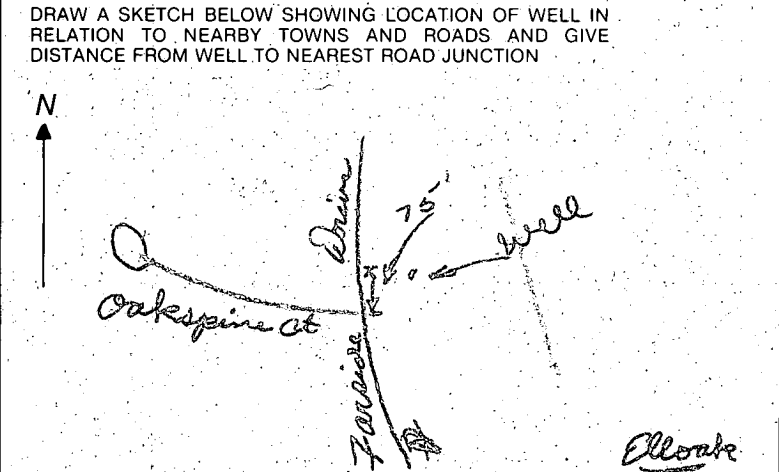 DRAW A SKETCH BELOW SHOWING LOCATION OF WELL IN
RELATION TO NEARBY TOWNS AND ROADS AND GIVE
DISTANCE FROM WELL TO NEAREST ROAD JUNCTION
N
75'
Well
Oakspine Ct